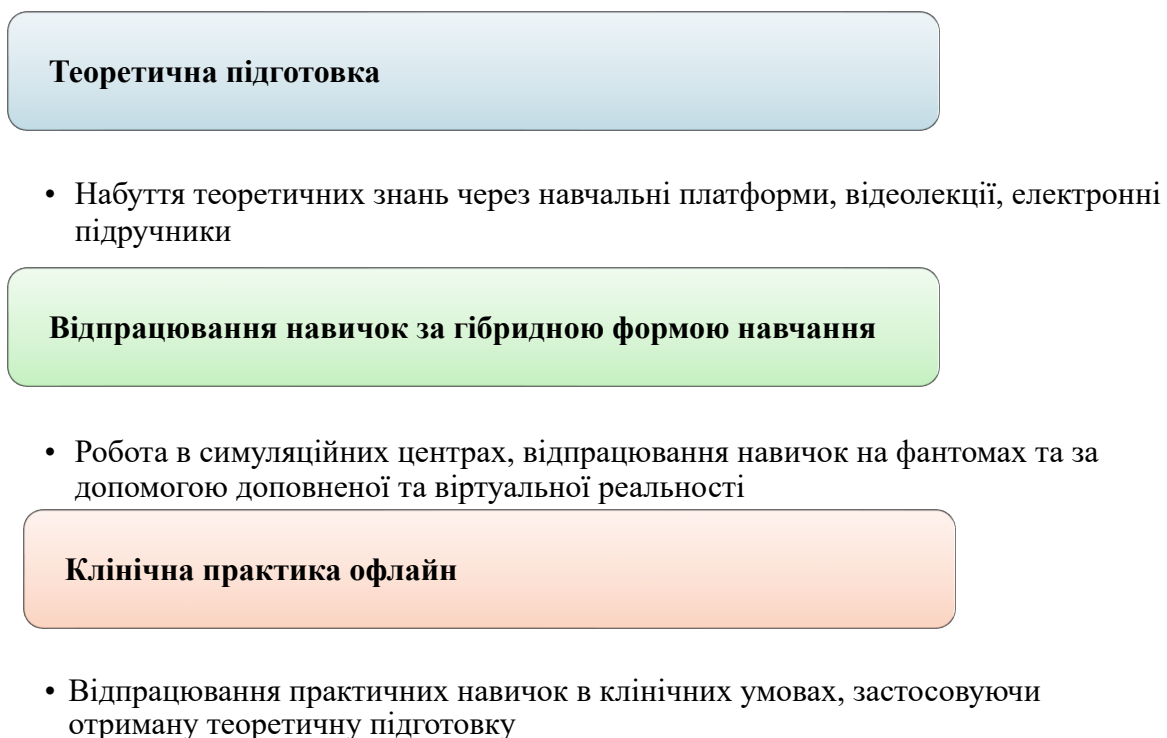 Теоретична підготовка
• Набуття теоретичних знань через навчальні платформи, відеолекції, електронні
підручники
Відпрацювання навичок за гібридною формою навчання
• Робота в симуляційних центрах, відпрацювання навичок на фантомах та за
допомогою доповненої та віртуальної реальності
Клінічна практика офлайн
• Відпрацювання практичних навичок в клінічних умовах, застосовуючи
отриману теоретичну підготовку